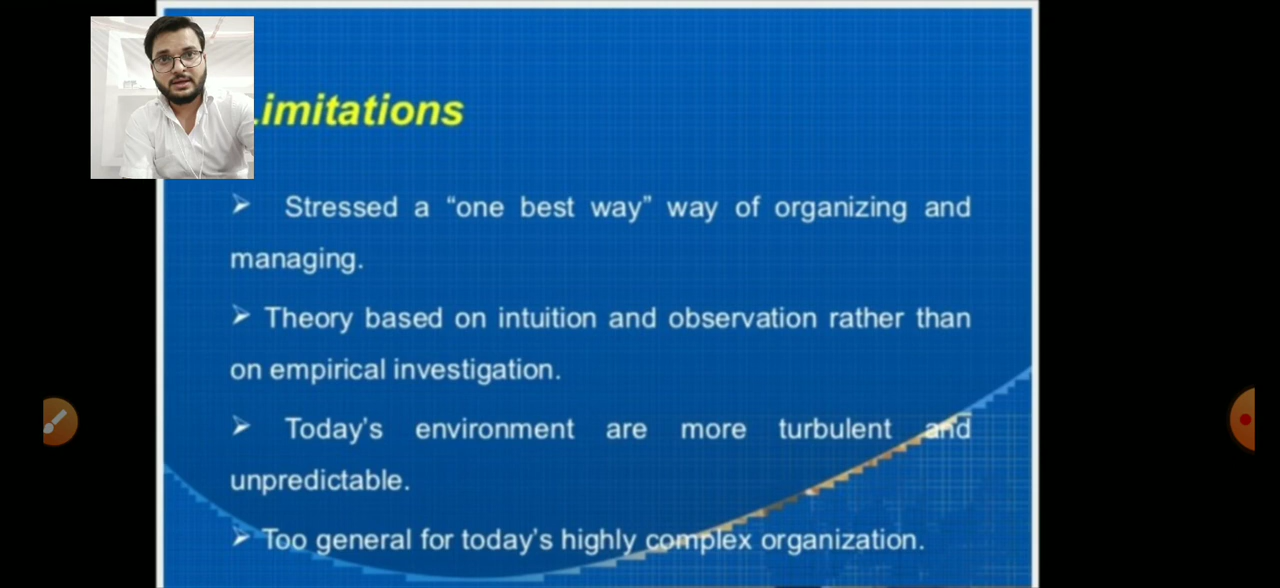 Limitations
➢ Stressed a “one best way” way of organizing and
managing.
➢ Theory based on intuition and observation rather than
on empirical investigation.
➢ Today’s environment are more turbulent and
unpredictable.
➢ Too general for today’s highly complex organization.